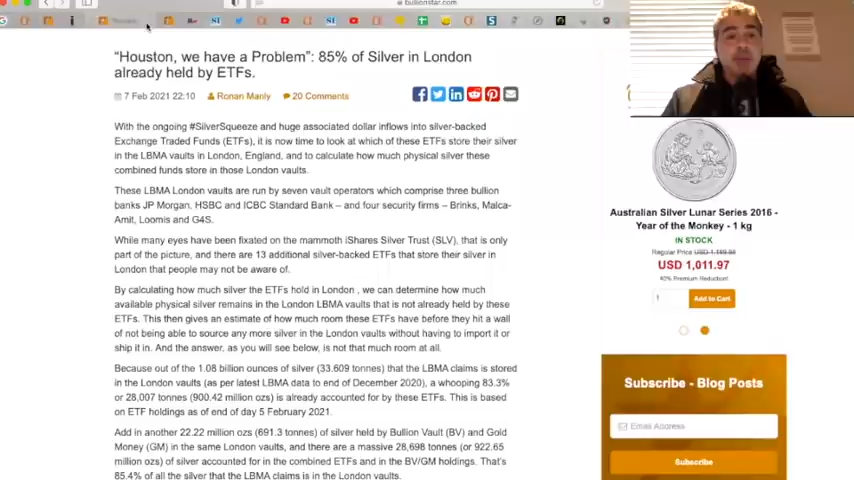 bullionstar.com
"Houston, we have a Problem": 85% of Silver in London
already held by ETFs.
7 Feb 2021 22:10 Ronan Manly 20 Comments
With the ongoing #SilverSqueeze and huge associated dollar inflows into silver-backed
Exchange Traded Funds (ETFs), it is now time to look at which of these ETFs store their silver
in the LBMA vaults in London, England, and to calculate how much physical silver these
combined funds store in those London vaults.
These LBMA London vaults are run by seven vault operators which comprise three bullion
banks JP Morgan, HSBC and ICBC Standard Bank – and four security firms – Brinks, Malca-
Amit, Loomis and G4S.
While many eyes have been fixated on the mammoth iShares Silver Trust (SLV), that is only
part of the picture, and there are 13 additional silver-backed ETFs that store their silver in
London that people may not be aware of.
By calculating how much silver the ETFs hold in London , we can determine how much
available physical silver remains in the London LBMA vaults that is not already held by these
ETFs. This then gives an estimate of how much room these ETFs have before they hit a wall
of not being able to source any more silver in the London vaults without having to import it or
ship it in. And the answer, as you will see below, is not that much room at all.
Because out of the 1.08 billion ounces of silver (33.609 tonnes) that the LBMA claims is stored
in the London vaults (as per latest LBMA data to end of December 2020), a whooping 83.3%
or 28,007 tonnes (900.42 million ozs) is already accounted for by these ETFs. This is based
on ETF holdings as of end of day 5 February 2021.
Add in another 22.22 million ozs (691.3 tonnes) of silver held by Bullion Vault (BV) and Gold
Money (GM) in the same London vaults, and there are a massive 28,698 tonnes (or 922.65
million ozs) of silver accounted for in the combined ETFs and in the BV/GM holdings. That's
85.4% of all the silver that the LBMA claims is in the London vaults.
Australian Silver Lunar Series 2016 -
Year of the Monkey - 1 kg
IN STOCK
Regular Price
USD 1,011.97
Premium Reduction!
1 Add to Cart
Subscribe - Blog Posts
Email Address
Subscribe